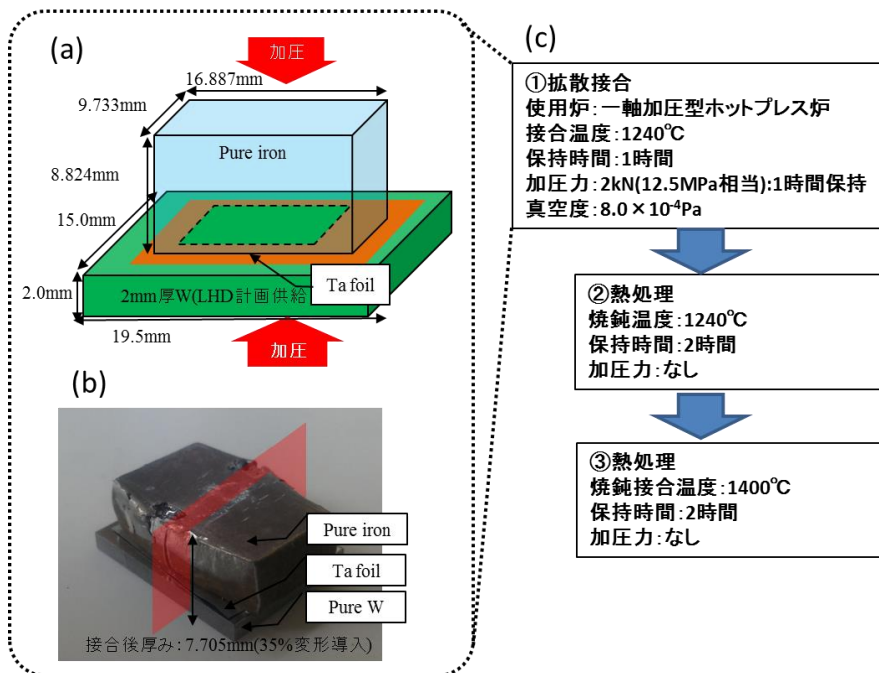 (a)
加圧
16.887mm
9.733mm
Pure iron
8.824mm
15.0mm
Ta foil
2.0mm
2mm厚W(LHD計画供給
19.5mm
加圧
(b)
Pure iron
Ta foil
Pure W
接合後厚み:7.705mm(35%変形導入)
(c)
①拡散接合
使用炉:一軸加圧型ホットプレス炉
接合温度:1240℃
保持時間:1時間
加圧力:2kN(12.5MPa相当):1時間保持
真空度:8.0×10⁻⁴Pa
②熱処理
焼鈍温度:1240℃
保持時間:2時間
加圧力:なし
③熱処理
焼鈍接合温度:1400℃
保持時間:2時間
加圧力:なし